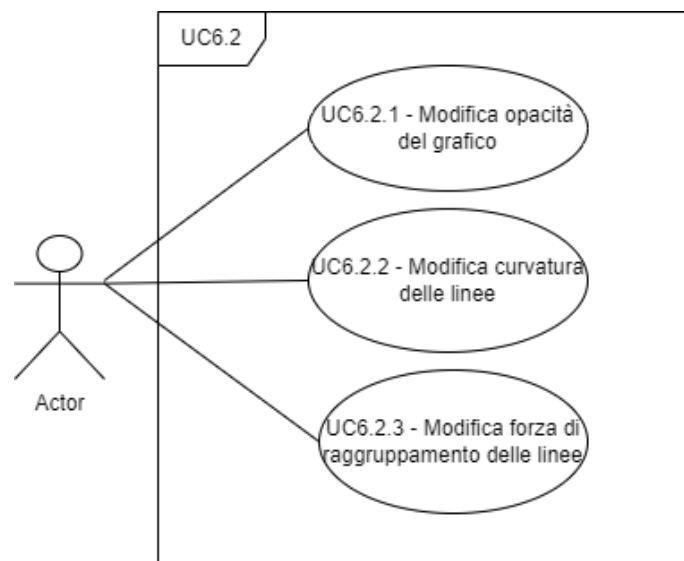 UC6.2
UC6.2.1 - Modifica opacità
del grafico
UC6.2.2 - Modifica curvatura
delle linee
Actor
UC6.2.3 - Modifica forza di
raggruppamento delle linee